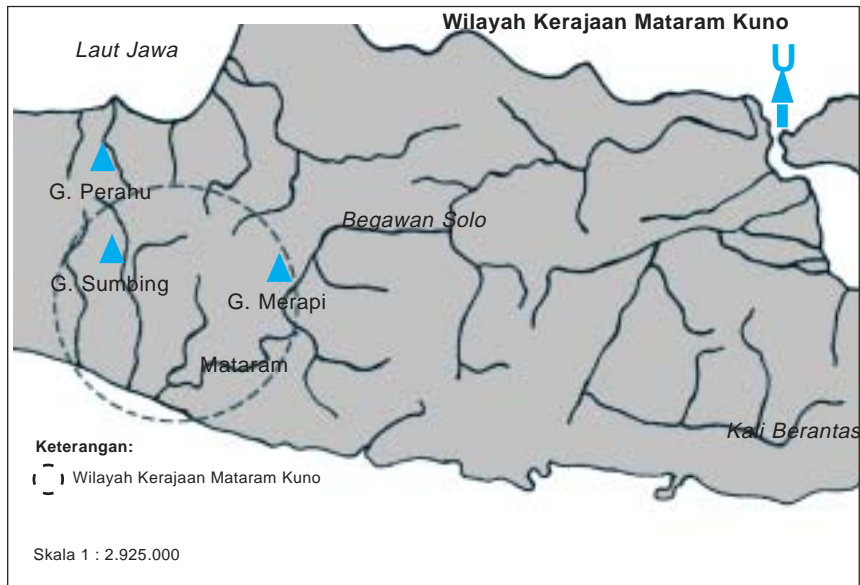 Wilayah Kerajaan Mataram Kuno
Laut Jawa
U
G. Perahu
Begawan Solo
G. Sumbing
G. Merapi
Mataram
Kali Berantas
Keterangan:
Wilayah Kerajaan Mataram Kuno
Skala 1 : 2.925.000